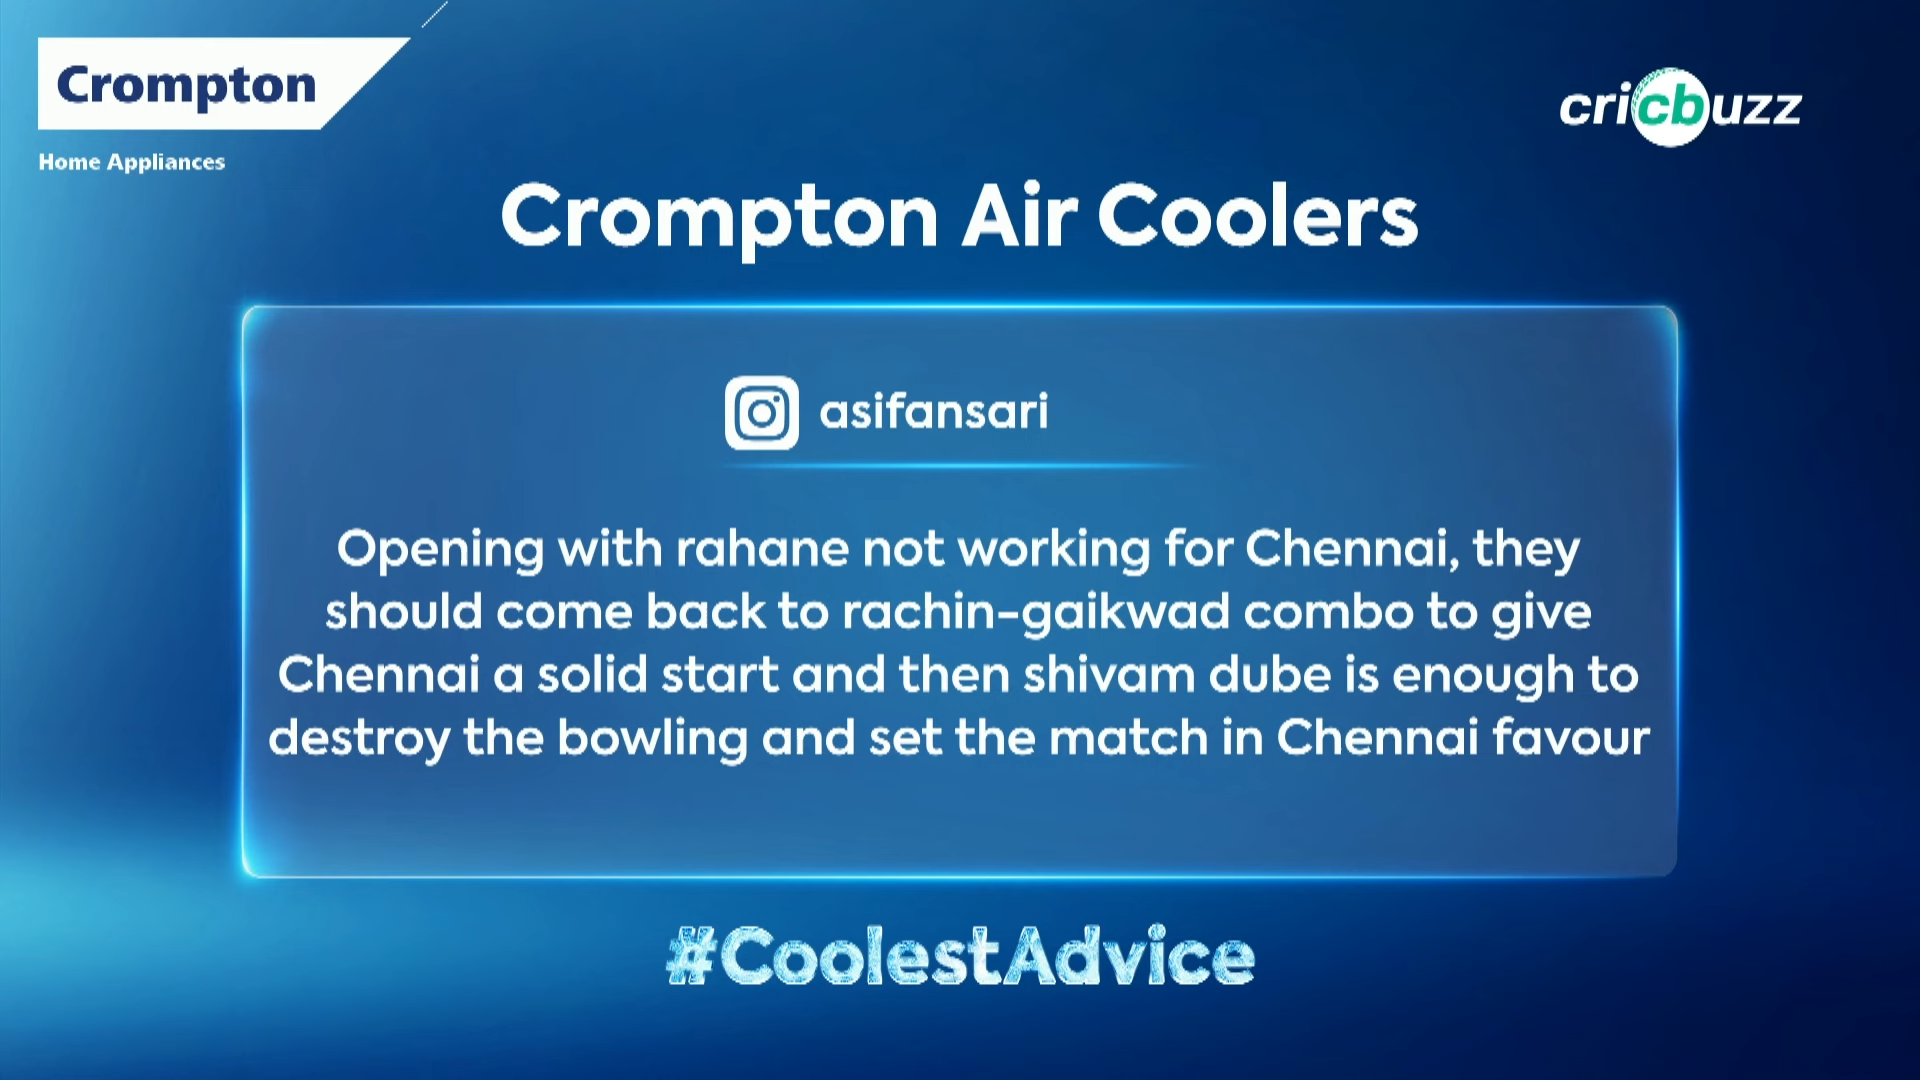 Crompton
Home Appliances
cricbuzz
Crompton Air Coolers
asifansari
Opening with rahane not working for Chennai, they
should come back to rachin-gaikwad combo to give
Chennai a solid start and then shivam dube is enough to
destroy the bowling and set the match in Chennai favour
#CoolestAdvice